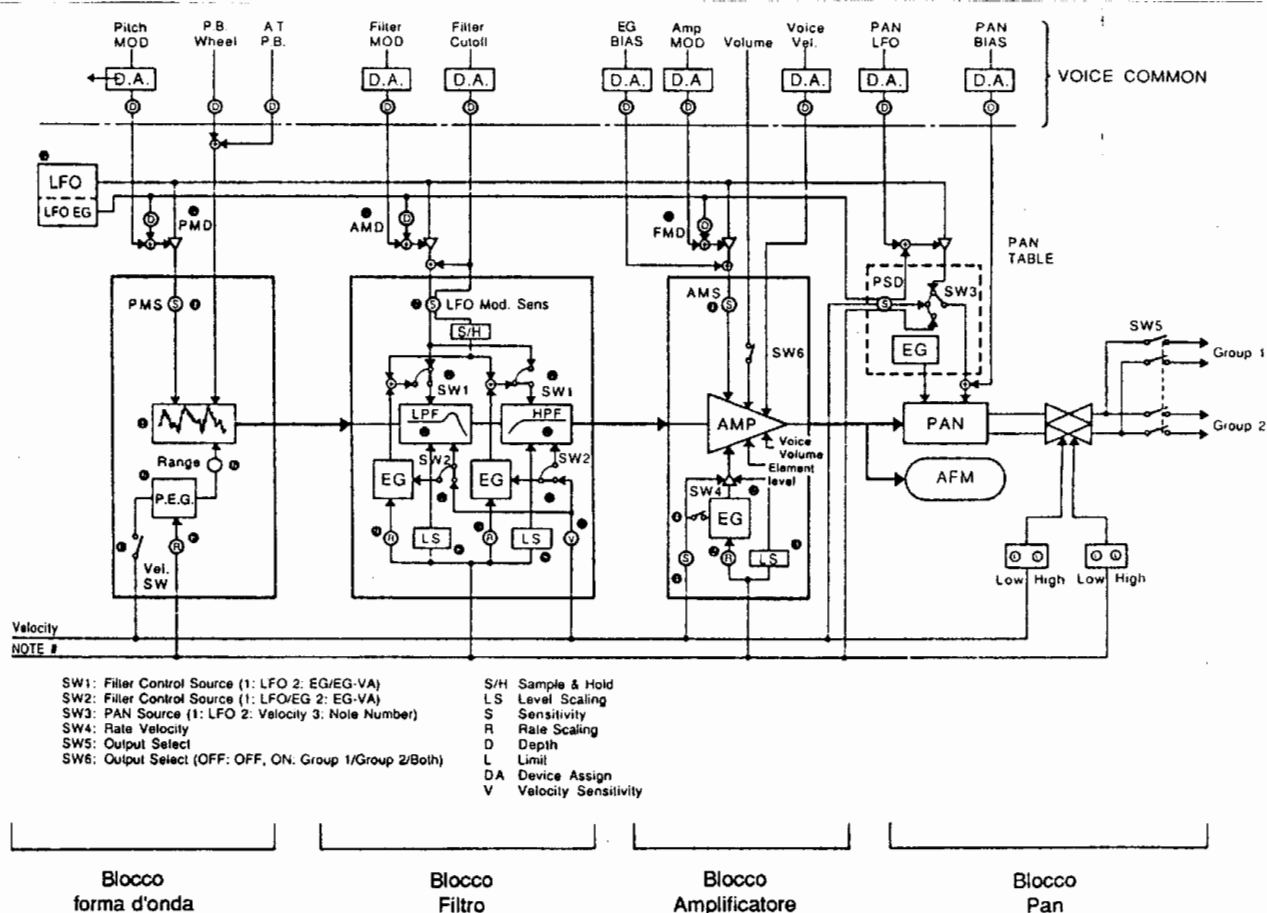 Pitch MOD
P.B. Wheel
A.T P.B.
Filter MOD
Filter Cutoff
EG BIAS
Amp MOD
Volume
Voice Vel.
PAN LFO
PAN BIAS
D.A.
D.A.
D.A.
D.A.
D.A.
D.A.
D.A.
D.A.
VOICE COMMON
D
D
D
D
D
D
D
D
D
D
LFO
LFO EG
D
PMD
AMD
D
FMD
D
PAN TABLE
PMS
S
S
LFO Mod. Sens
S/H
AMS
S
PSD
S
SW3
EG
SW5
Group 1
Group 2
SW1
SW1
SW6
LPF
HPF
AMP
PAN
AFM
Voice Volume
Element level
Range
P.E.G.
SW2
SW2
EG
EG
SW4
EG
R
Vel. SW
R
LS
R
LS
V
S
R
LS
L
L
L
L
Low
High
Low
High
Velocity
NOTE #
SW1: Filter Control Source (1: LFO 2: EG/EG-VA)
SW2: Filter Control Source (1: LFO/EG 2: EG-VA)
SW3: PAN Source (1: LFO 2: Velocity 3: Note Number)
SW4: Rate Velocity
SW5: Output Select
SW6: Output Select (OFF: OFF, ON: Group 1/Group 2/Both)
S/H Sample & Hold
LS Level Scaling
S Sensitivity
R Rate Scaling
D Depth
L Limit
DA Device Assign
V Velocity Sensitivity
Blocco
forma d'onda
Blocco
Filtro
Blocco
Amplificatore
Blocco
Pan